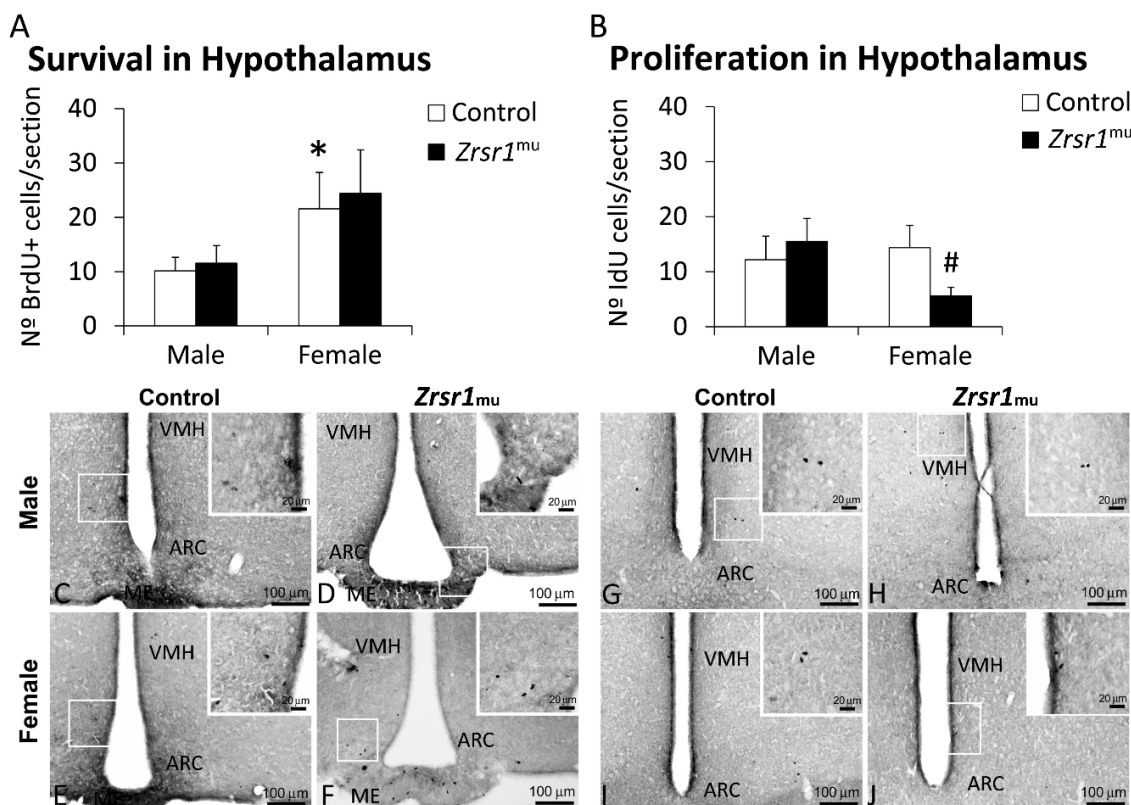 A
Survival in Hypothalamus
Nº BrdU+ cells/section
40
30
20
10
0
*
Male
Female
Control
Zrsr1mu
B
Proliferation in Hypothalamus
Nº IdU cells/section
40
30
20
10
0
#
Male
Female
Control
Zrsr1mu
Control
Zrsr1mu
Control
Zrsr1mu
Male
VMH
20 µm
ARC
C
ME
100 µm
VMH
20 µm
ARC
D
ME
100 µm
VMH
20 µm
G
ARC
100 µm
VMH
20 µm
H
ARC
100 µm
Female
VMH
20 µm
ARC
E
ME
100 µm
VMH
20 µm
ARC
F
ME
100 µm
VMH
20 µm
I
ARC
100 µm
VMH
20 µm
J
ARC
100 µm